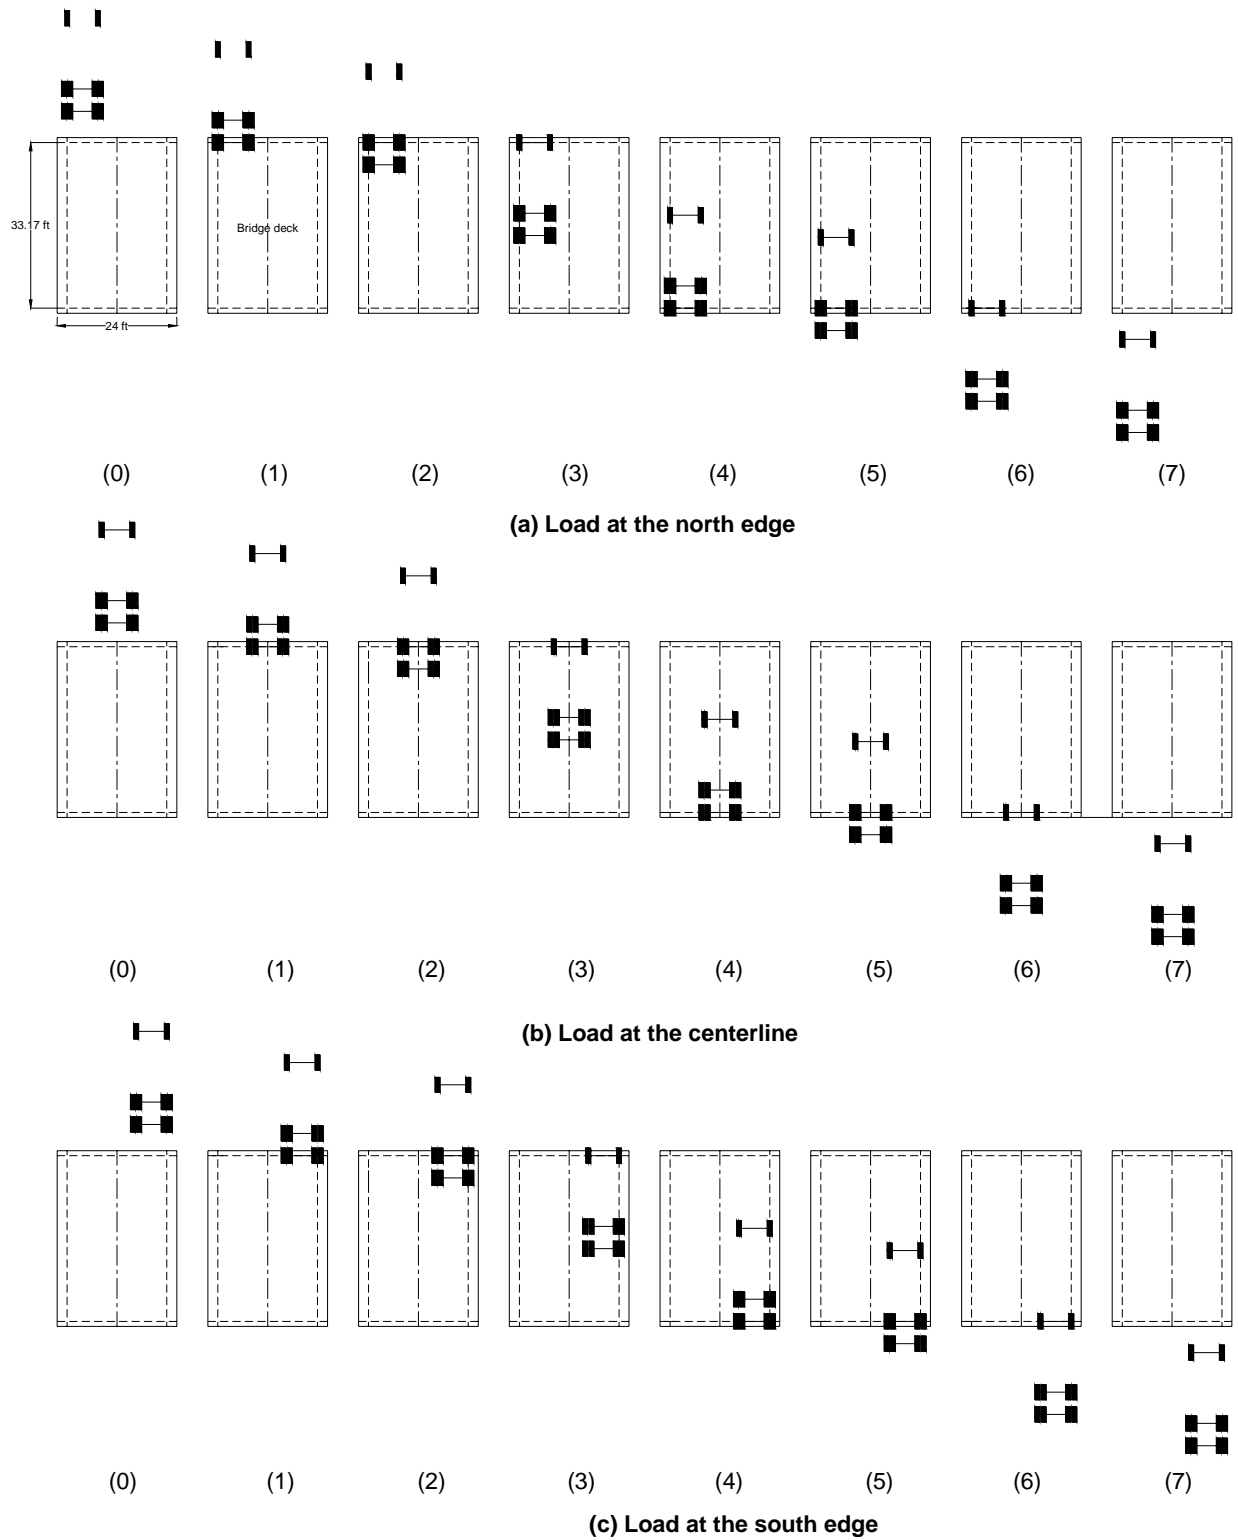 33.17 ft
Bridge deck
24 ft
(0) (1) (2) (3) (4) (5) (6) (7)
(a) Load at the north edge
(0) (1) (2) (3) (4) (5) (6) (7)
(b) Load at the centerline
(0) (1) (2) (3) (4) (5) (6) (7)
(c) Load at the south edge